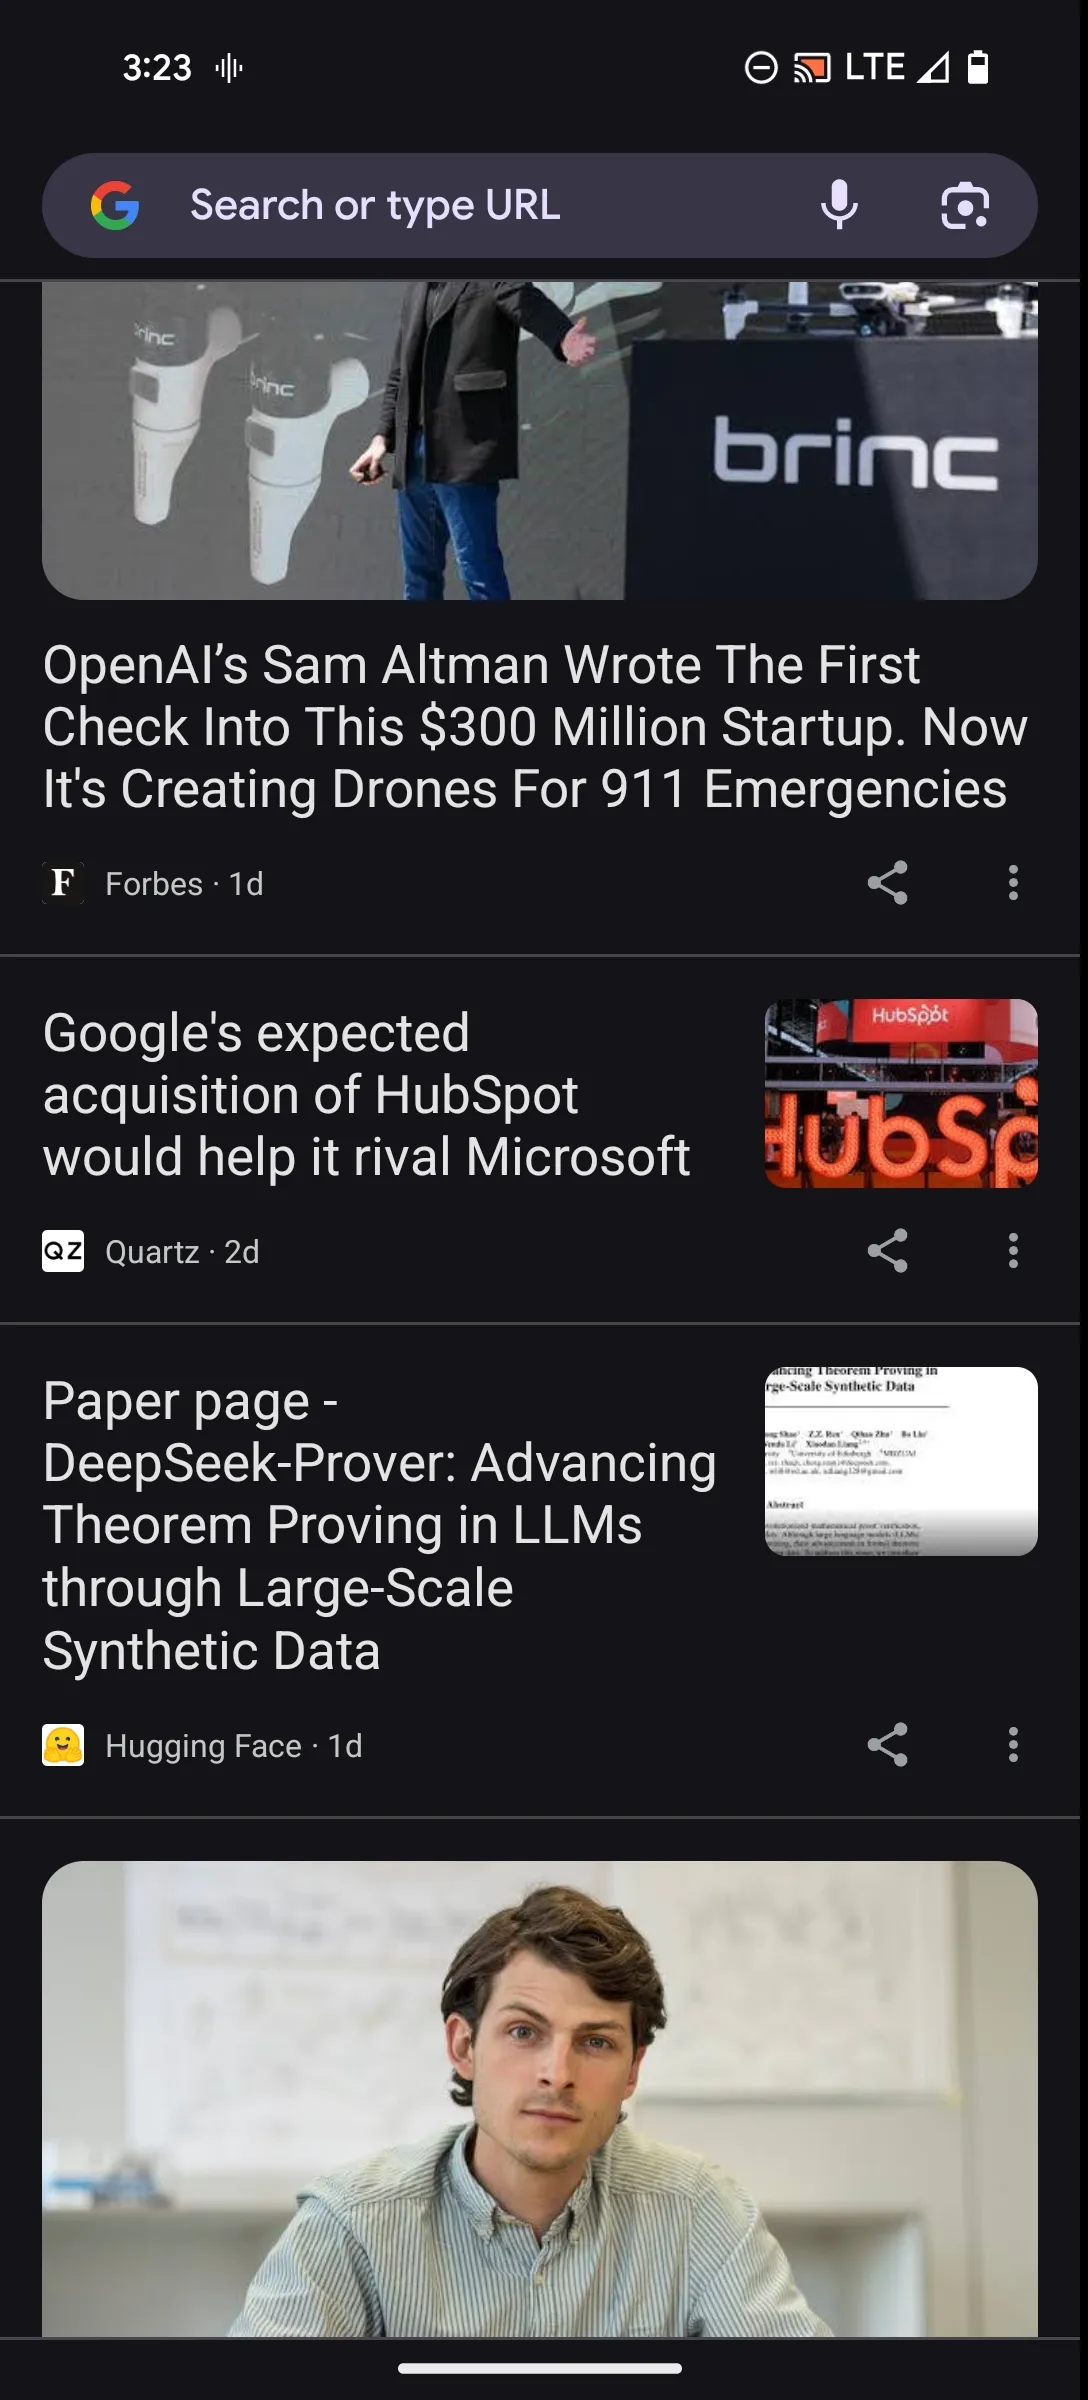 3:23
LTE
Search or type URL
brinc
brinc
brinc
OpenAI’s Sam Altman Wrote The First
Check Into This $300 Million Startup. Now
It's Creating Drones For 911 Emergencies
F
Forbes · 1d
Google's expected
acquisition of HubSpot
would help it rival Microsoft
HubSpot
HubSp
QZ
Quartz · 2d
Paper page -
DeepSeek-Prover: Advancing
Theorem Proving in LLMs
through Large-Scale
Synthetic Data
ancing Theorem Proving in
rge-Scale Synthetic Data
Abstract
Hugging Face · 1d